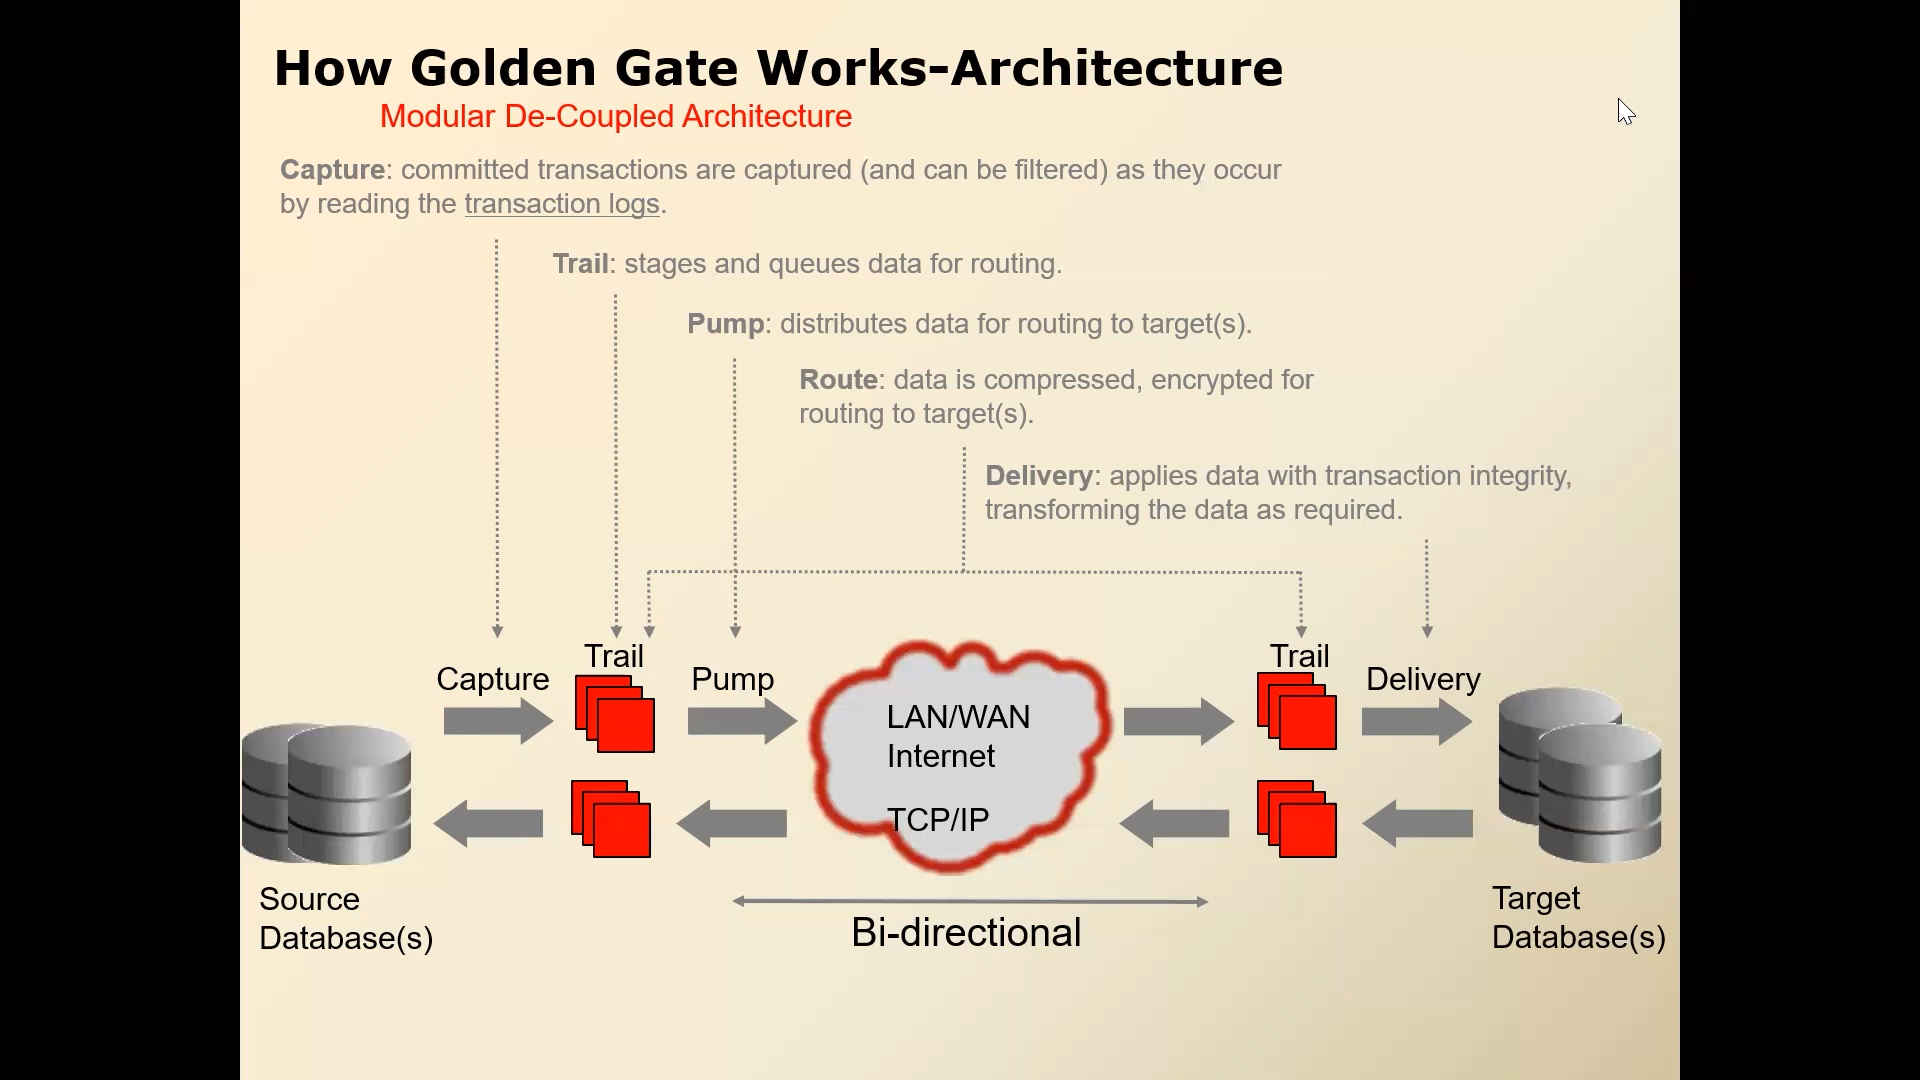 How Golden Gate Works-Architecture
Modular De-Coupled Architecture
Capture: committed transactions are captured (and can be filtered) as they occur
by reading the transaction logs.
Trail: stages and queues data for routing.
Pump: distributes data for routing to target(s).
Route: data is compressed, encrypted for
routing to target(s).
Delivery: applies data with transaction integrity,
transforming the data as required.
Capture
Trail
Pump
LAN/WAN
Internet
TCP/IP
Trail
Delivery
Source
Database(s)
Bi-directional
Target
Database(s)